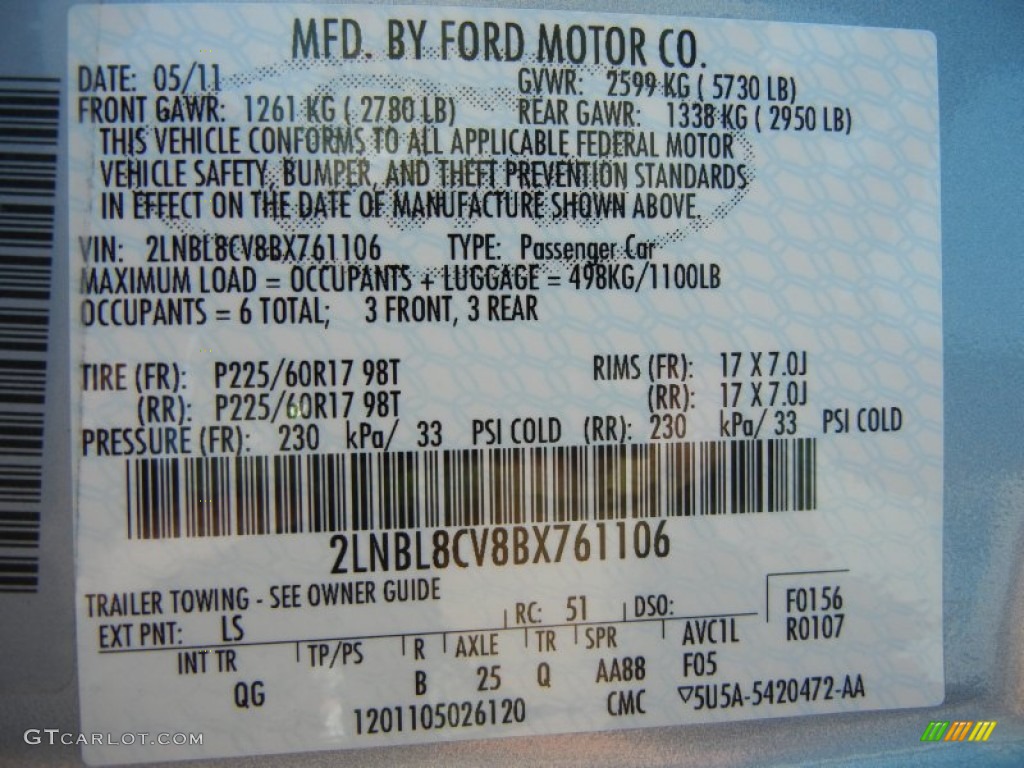 MFD. BY FORD MOTOR CO.
DATE: 05/11 GVWR: 2599 KG ( 5730 LB)
FRONT GAWR: 1261 KG ( 2780 LB) REAR GAWR: 1338 KG ( 2950 LB)
THIS VEHICLE CONFORMS TO ALL APPLICABLE FEDERAL MOTOR
VEHICLE SAFETY, BUMPER, AND THEFT PREVENTION STANDARDS
IN EFFECT ON THE DATE OF MANUFACTURE SHOWN ABOVE.
VIN: 2LNBL8CV8BX761106 TYPE: Passenger Car
MAXIMUM LOAD = OCCUPANTS + LUGGAGE = 498KG/1100LB
OCCUPANTS = 6 TOTAL; 3 FRONT, 3 REAR
TIRE (FR): P225/60R17 98T RIMS (FR): 17 X 7.0J
(RR): P225/60R17 98T (RR): 17 X 7.0J
PRESSURE (FR): 230 kPa/ 33 PSI COLD (RR): 230 kPa/ 33 PSI COLD
2LNBL8CV8BX761106
TRAILER TOWING - SEE OWNER GUIDE
EXT PNT: LS RC: 51 DSO: F0156
R0107
INT TR TP/PS R AXLE TR SPR AVC1L
QG B 25 Q AA88 F05
1201105026120 CMC ▽5U5A-5420472-AA
GTCARLOT.COM